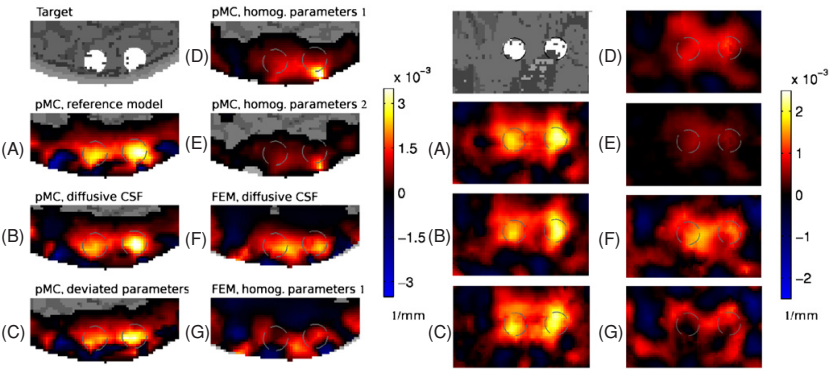 Target
pMC, homog. parameters 1
(D)
(D)
x 10⁻³
3
1.5
0
−1.5
−3
1/mm
x 10⁻³
2
1
0
−1
−2
1/mm
pMC, reference model
pMC, homog. parameters 2
(A)
(E)
(A)
(E)
pMC, diffusive CSF
FEM, diffusive CSF
(B)
(F)
(B)
(F)
pMC, deviated parameters
FEM, homog. parameters 1
(C)
(G)
(C)
(G)